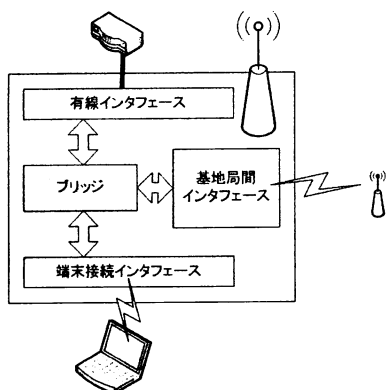 有線インタフェース
ブリッジ
基地局間
インタフェース
端末接続インタフェース